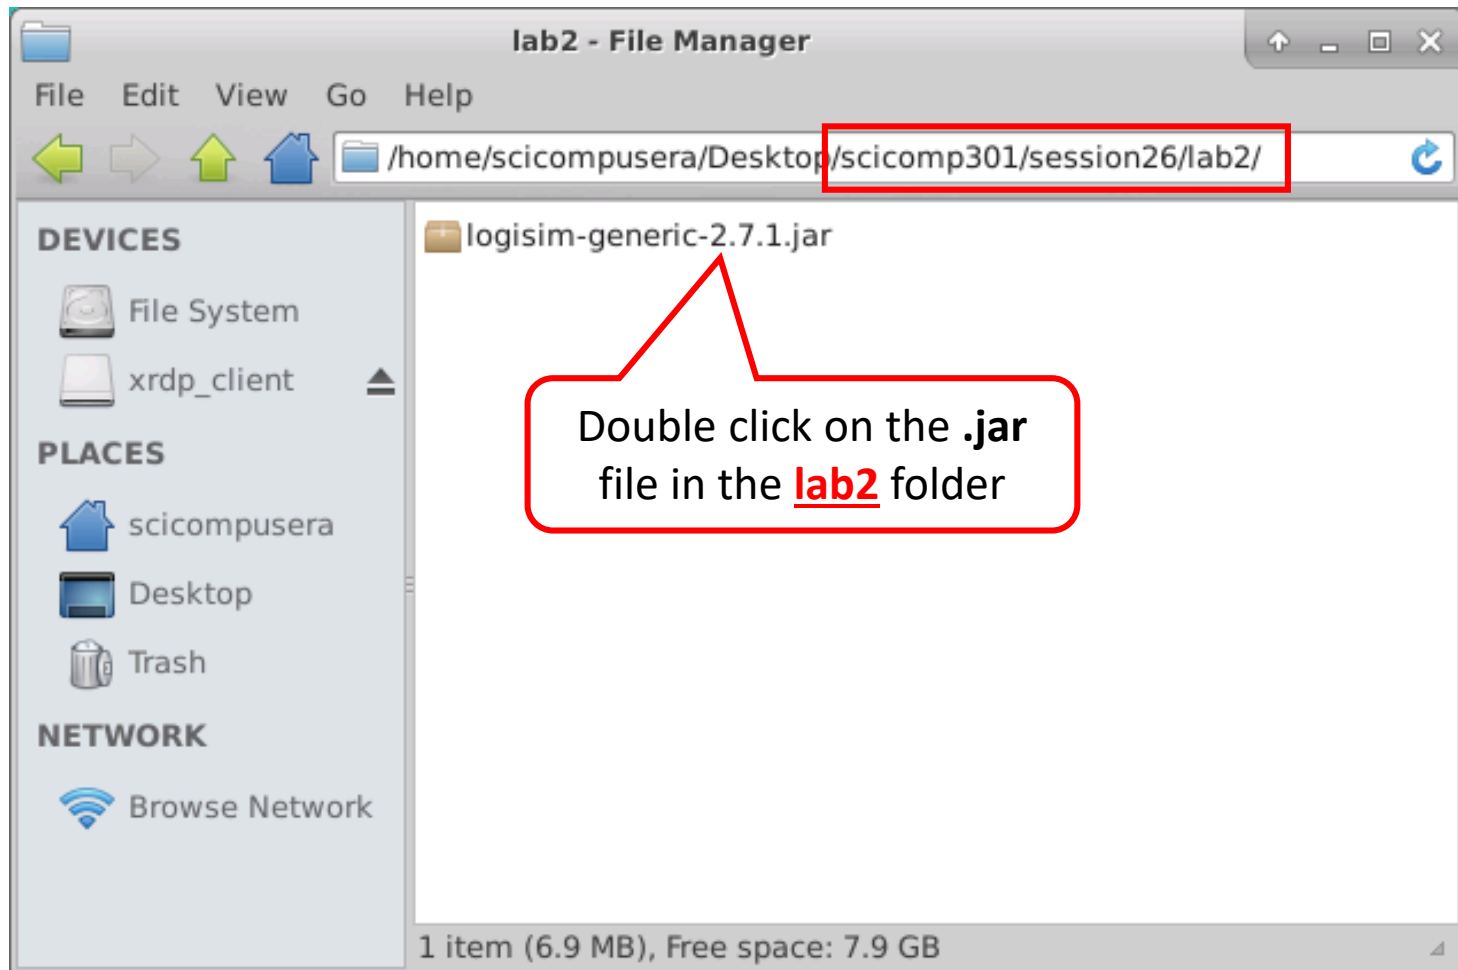 lab2 - File Manager
File Edit View Go Help
/home/scicompusera/Desktop/scicomp301/session26/lab2/
DEVICES
File System
xrdp_client
PLACES
scicompusera
Desktop
Trash
NETWORK
Browse Network
logisim-generic-2.7.1.jar
Double click on the .jar
file in the lab2 folder
1 item (6.9 MB), Free space: 7.9 GB